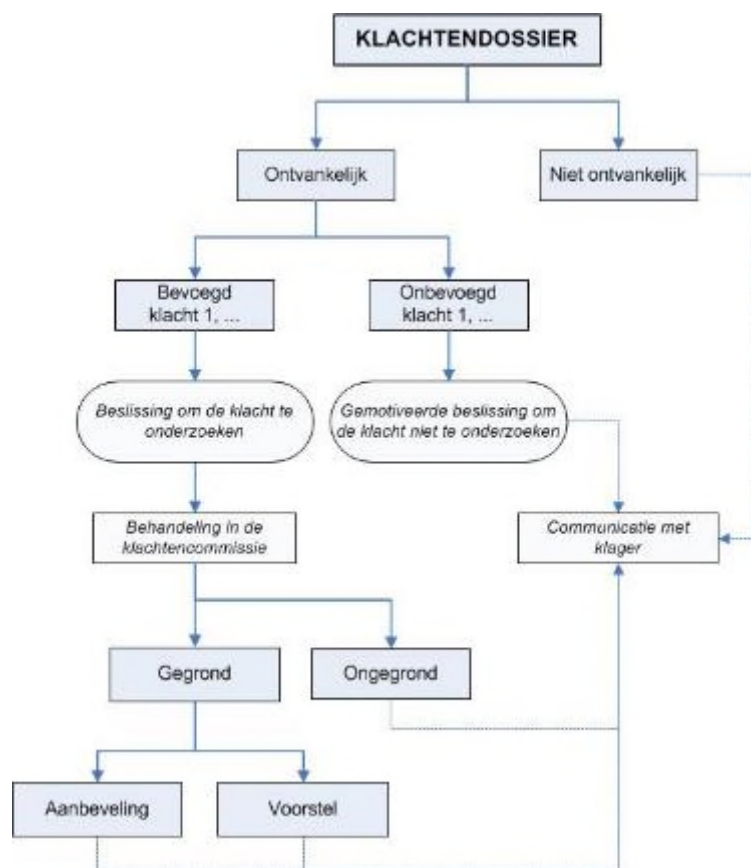 KLACHTENDOSSIER
Ontvankelijk
Niet ontvankelijk
Bevoegd
klacht 1, ...
Onbevoegd
klacht 1, ...
Beslissing om de klacht te
onderzoeken
Gemotiveerde beslissing om
de klacht niet te onderzoeken
Behandeling in de
klachtencommissie
Communicatie met
klager
Gegrond
Ongegrond
Aanbeveling
Voorstel